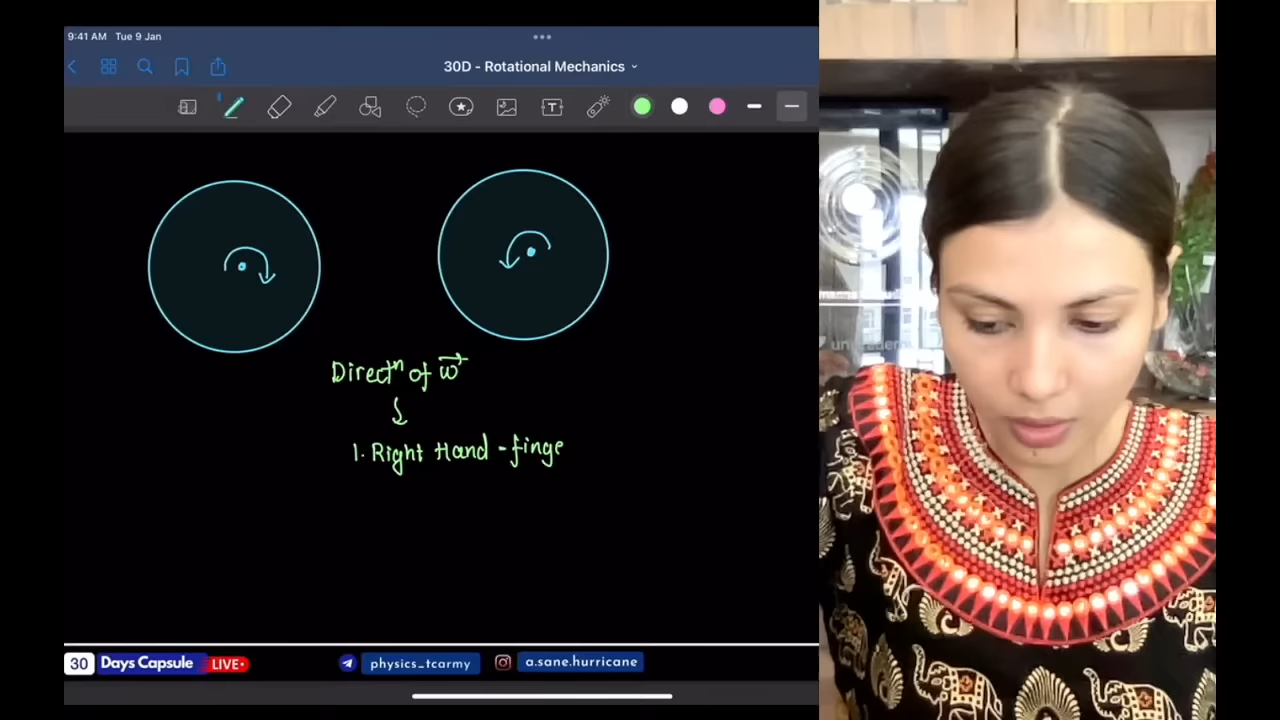 9:41 AM Tue 9 Jan
30D - Rotational Mechanics
T
Directⁿ of ω⃗
1. Right Hand - finge
30 Days Capsule LIVE
physics_tcarmy
a.sane.hurricane